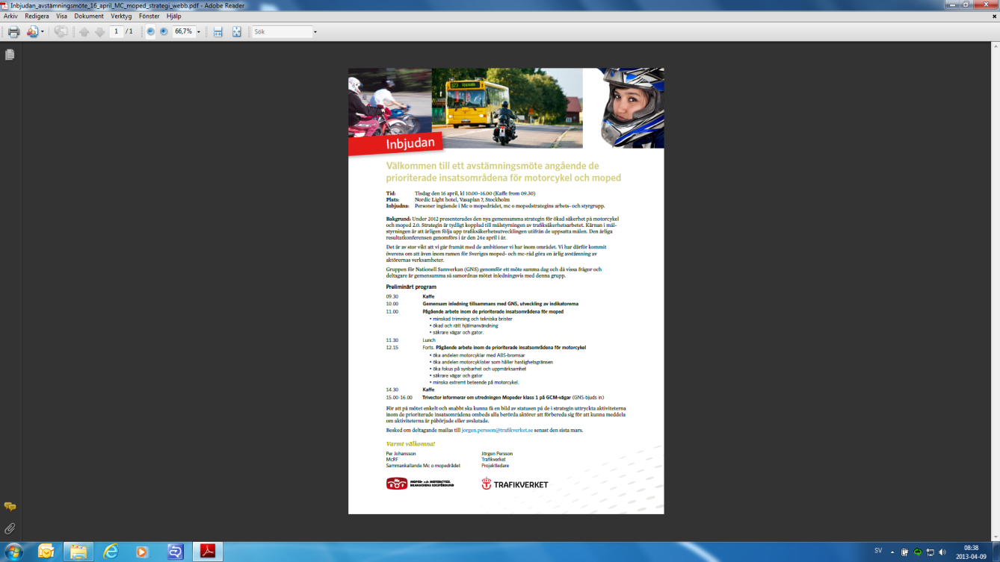 Inbjudan_avstämningsmöte_16_april_MC_moped_strategi_webb.pdf - Adobe Reader
Arkiv Redigera Visa Dokument Verktyg Fönster Hjälp
1 / 1 66,7% Sök
823 Uppsala
Inbjudan
Välkommen till ett avstämningsmöte angående de
prioriterade insatsområdena för motorcykel och moped
Tid: Tisdag den 16 april, kl 10.00-16.00 (Kaffe from 09.30)
Plats: Nordic Light hotel, Vasaplan 7, Stockholm
Inbjudna: Personer ingående i Mc o mopedrådet, mc o mopedstrategins arbets- och styrgrupp.
Bakgrund: Under 2012 presenterades den nya gemensamma strategin för ökad säkerhet på motorcykel
och moped 2.0. Strategin är tydligt kopplad till målstyrningen av trafiksäkerhetsarbetet. Kärnan i mål-
styrningen är att årligen följa upp trafiksäkerhetsutvecklingen utifrån de uppsatta målen. Den årliga
resultatkonferensen genomförs i år den 24e april i år.
Det är av stor vikt att vi går framåt med de ambitioner vi har inom området. Vi har därför kommit
överens om att även inom ramen för Sveriges moped- och mc-råd göra en årlig avstämning av
aktörernas verksamheter.
Gruppen för Nationell Samverkan (GNS) genomför ett möte samma dag och då vissa frågor och
deltagare är gemensamma så samordnas mötet inledningsvis med denna grupp.
Preliminärt program
09.30 Kaffe
10.00 Gemensam inledning tillsammans med GNS, utveckling av indikatorerna
11.00 Pågående arbete inom de prioriterade insatsområdena för moped
• minskad trimning och tekniska brister
• ökad och rätt hjälmanvändning
• säkrare vägar och gator.
11.30 Lunch
12.15 Forts. Pågående arbete inom de prioriterade insatsområdena för motorcykel
• öka andelen motorcyklar med ABS-bromsar
• öka andelen motorcyklister som håller hastighetsgränsen
• öka fokus på synbarhet och uppmärksamhet
• säkrare vägar och gator
• minska extremt beteende på motorcykel.
14.30 Kaffe
15.00-16.00 Trivector informerar om utredningen Mopeder klass 1 på GCM-vägar (GNS-bjuds in)
För att på mötet enkelt och snabbt ska kunna få en bild av statusen på de i strategin uttryckta aktiviteterna
inom de prioriterade insatsområdena ombeds alla berörda aktörer att förbereda sig för att kunna meddela
om aktiviteterna är påbörjade eller avslutade.
Besked om deltagande mailas till jorgen.persson@trafikverket.se senast den sista mars.
Varmt välkomna!
Per Johansson Jörgen Persson
McRF Trafikverket
Sammankallande Mc o mopedrådet Projektledare
MOPED- och MOTORCYKEL
BRANSCHENS RIKSFÖRBUND
TRAFIKVERKET
SV
08:38
2013-04-09